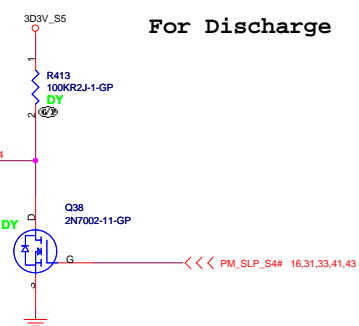 3D3V_S5
For Discharge
1
R413
100KR2J-1-GP
DY
2
4
D
Q38
2N7002-11-GP
DY
G
PM_SLP_S4# 16,31,33,41,43